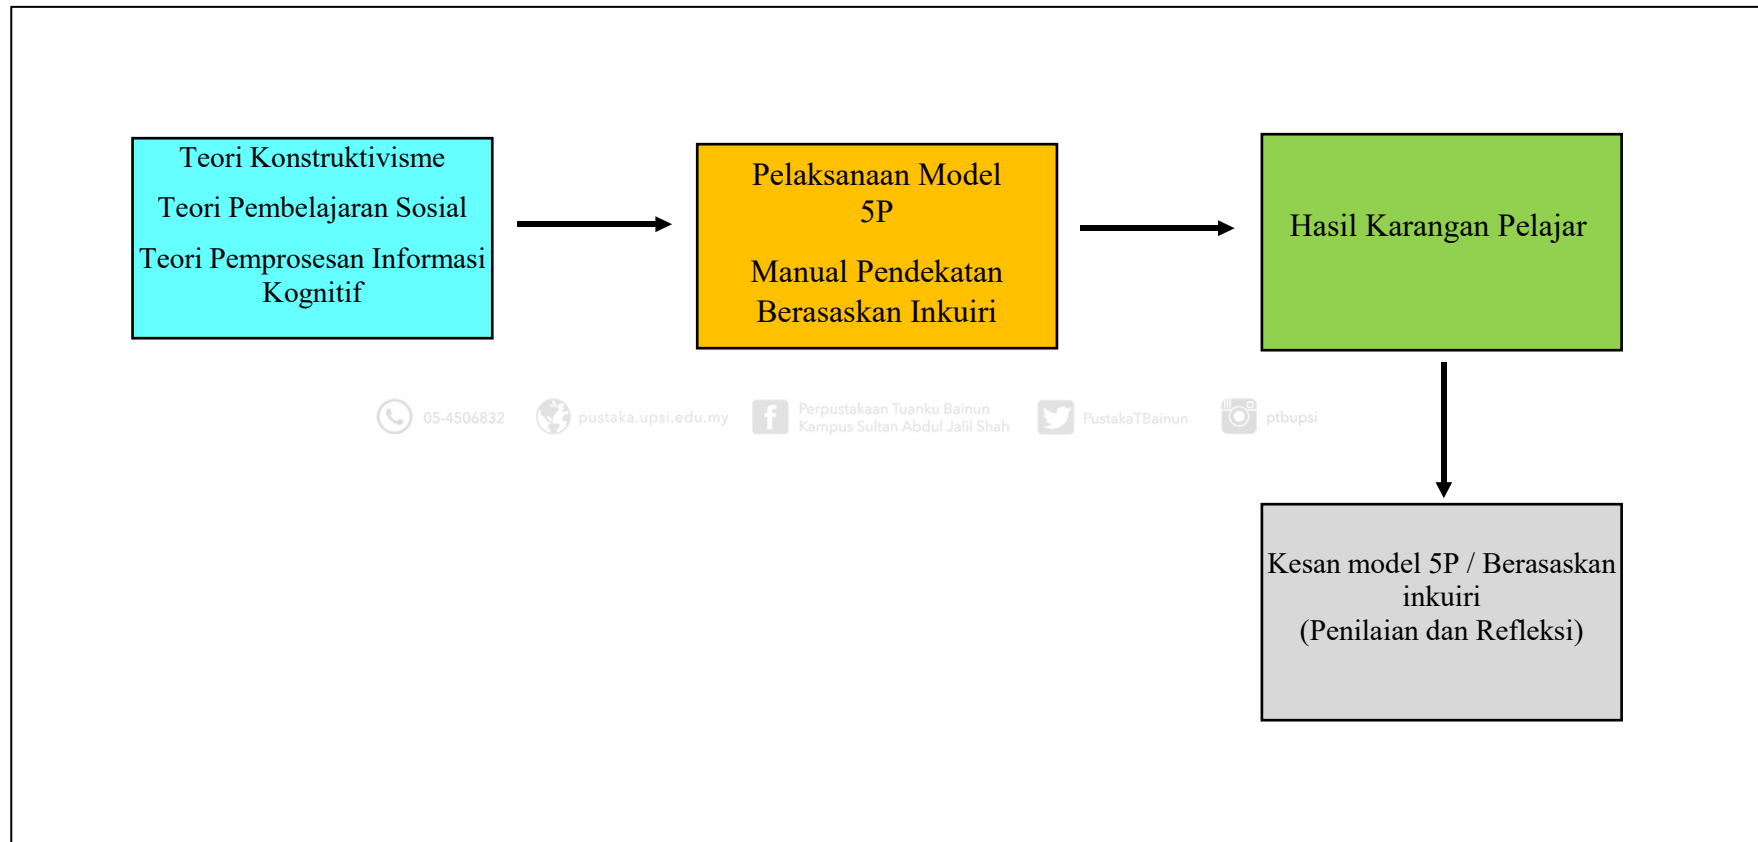 Teori Konstruktivisme
Teori Pembelajaran Sosial
Teori Pemprosesan Informasi
Kognitif
Pelaksanaan Model
5P
Manual Pendekatan
Berasaskan Inkuiri
Hasil Karangan Pelajar
05-4506832
pustaka.upsi.edu.my
Perpustakaan Tuanku Bainun
Kampus Sultan Abdul Jalil Shah
PustakaTBainun
ptbupsi
Kesan model 5P / Berasaskan
inkuiri
(Penilaian dan Refleksi)